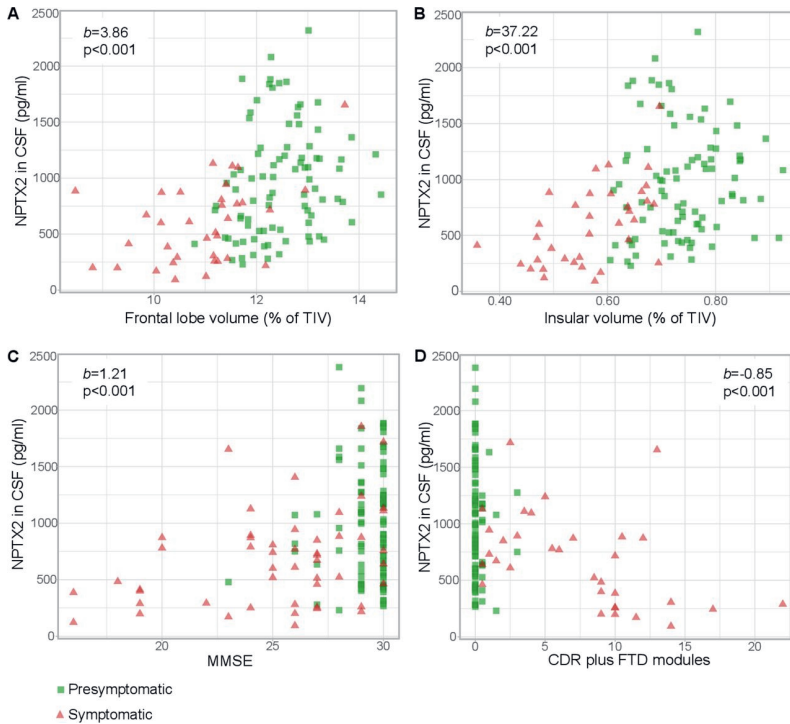 A
b=3.86
p<0.001
NPTX2 in CSF (pg/ml)
2500
2000
1500
1000
500
0
10
12
14
Frontal lobe volume (% of TIV)
B
b=37.22
p<0.001
NPTX2 in CSF (pg/ml)
2500
2000
1500
1000
500
0
0.40
0.60
0.80
Insular volume (% of TIV)
C
b=1.21
p<0.001
NPTX2 in CSF (pg/ml)
2500
2000
1500
1000
500
0
20
25
30
MMSE
D
b=-0.85
p<0.001
NPTX2 in CSF (pg/ml)
2500
2000
1500
1000
500
0
0
5
10
15
20
CDR plus FTD modules
Presymptomatic
Symptomatic